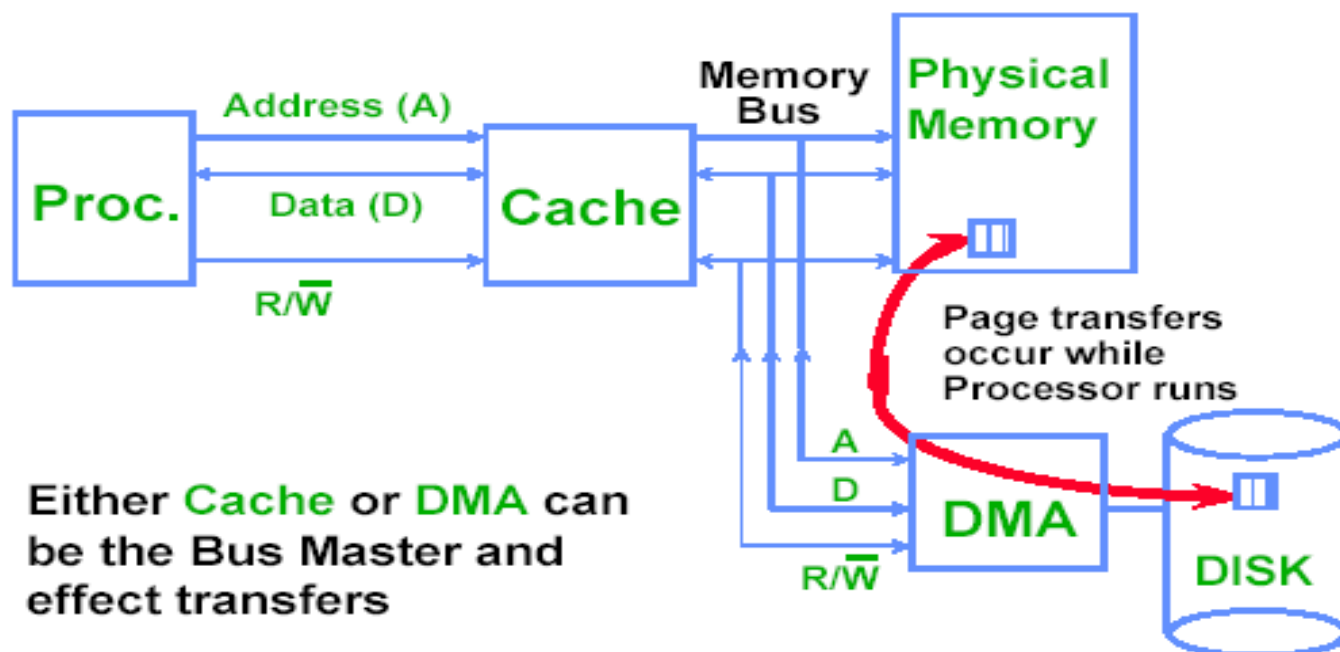 Address (A)
Data (D)
R/W̅
Proc.
Cache
Memory
Bus
Physical
Memory
Page transfers
occur while
Processor runs
A
D
R/W̅
DMA
DISK
Either Cache or DMA can
be the Bus Master and
effect transfers